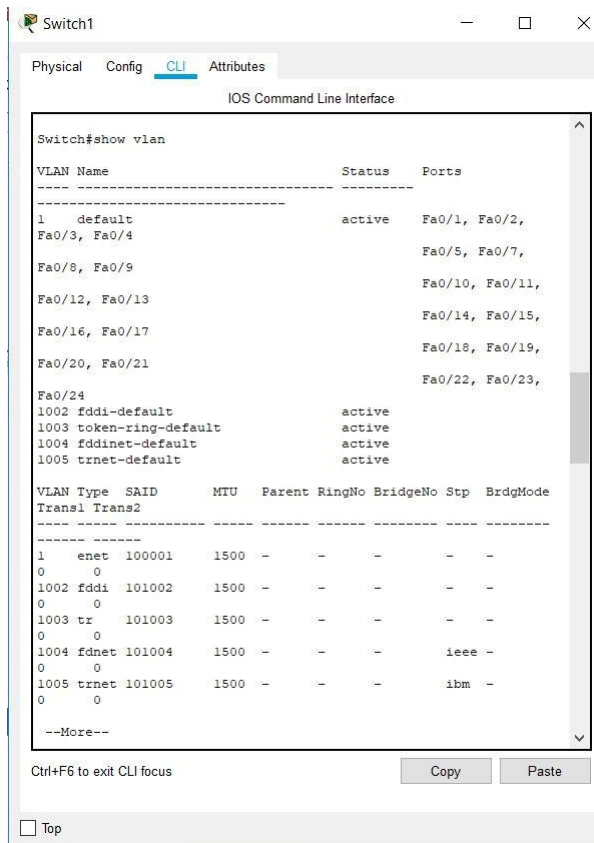 Switch1
Physical Config CLI Attributes
IOS Command Line Interface
Switch#show vlan
VLAN Name Status Ports
---- -------------------------------- ---------
-------------------------------
1 default active Fa0/1, Fa0/2,
Fa0/3, Fa0/4
Fa0/5, Fa0/7,
Fa0/8, Fa0/9
Fa0/10, Fa0/11,
Fa0/12, Fa0/13
Fa0/14, Fa0/15,
Fa0/16, Fa0/17
Fa0/18, Fa0/19,
Fa0/20, Fa0/21
Fa0/22, Fa0/23,
Fa0/24
1002 fddi-default active
1003 token-ring-default active
1004 fddinet-default active
1005 trnet-default active
VLAN Type SAID MTU Parent RingNo BridgeNo Stp BrdgMode
Trans1 Trans2
---- ----- ---------- ----- ------ ------ -------- ---- --------
------ ------
1 enet 100001 1500 - - - - -
0 0
1002 fddi 101002 1500 - - - - -
0 0
1003 tr 101003 1500 - - - - -
0 0
1004 fdnet 101004 1500 - - - ieee -
0 0
1005 trnet 101005 1500 - - - ibm -
0 0
--More--
Ctrl+F6 to exit CLI focus Copy Paste
Top